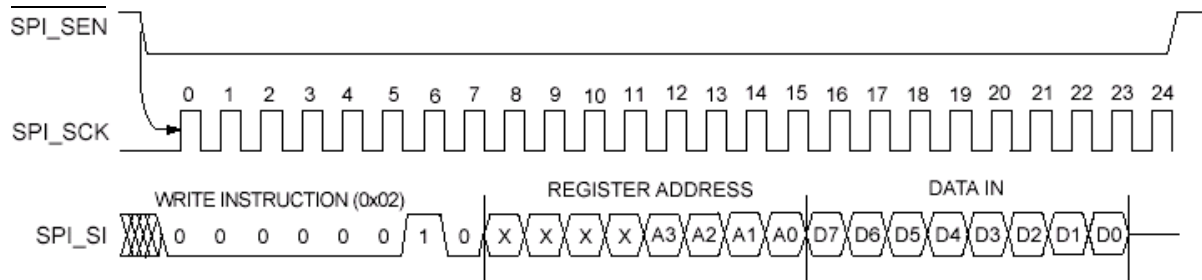 SPI_SEN
0 1 2 3 4 5 6 7 8 9 10 11 12 13 14 15 16 17 18 19 20 21 22 23 24
SPI_SCK
WRITE INSTRUCTION (0x02) REGISTER ADDRESS DATA IN
SPI_SI 0 0 0 0 0 0 1 0 X X X X A3 A2 A1 A0 D7 D6 D5 D4 D3 D2 D1 D0